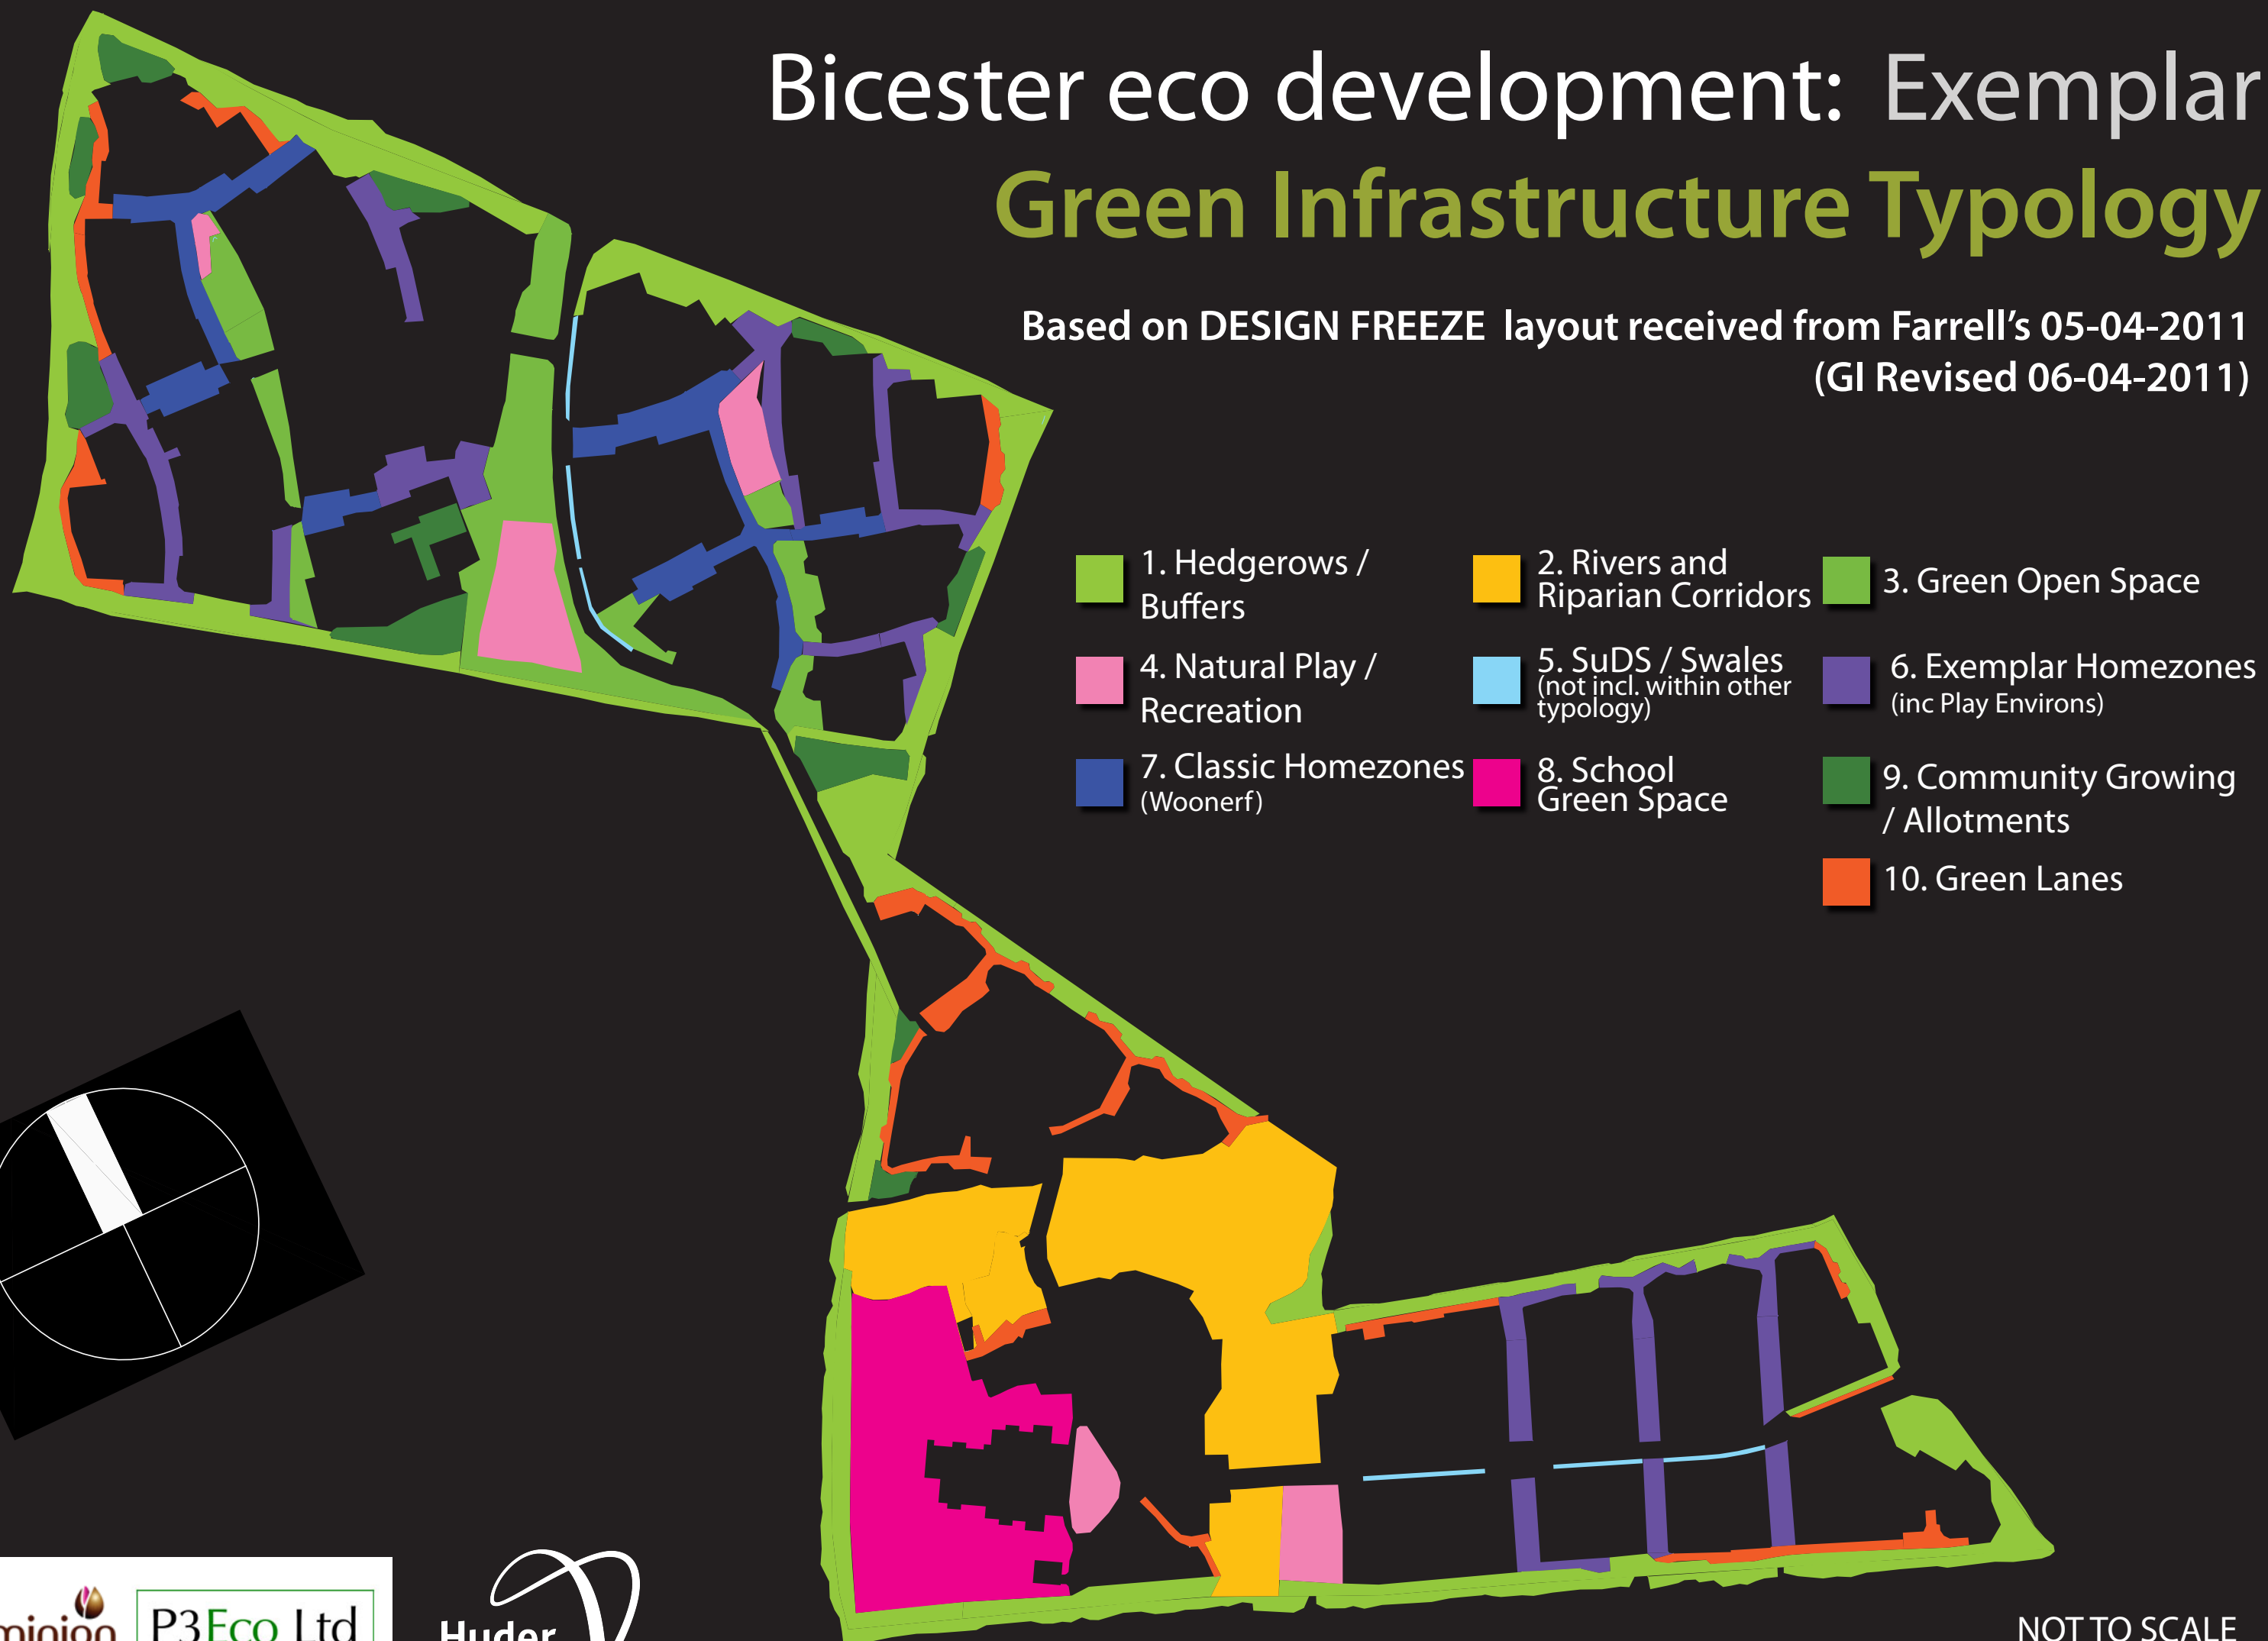 Bicester eco development: Exemplar
Green Infrastructure Typology
Based on DESIGN FREEZE layout received from Farrell’s 05-04-2011
(GI Revised 06-04-2011)
1. Hedgerows /
Buffers
2. Rivers and
Riparian Corridors
3. Green Open Space
4. Natural Play /
Recreation
5. SuDS / Swales
(not incl. within other
typology)
6. Exemplar Homezones
(inc Play Environs)
7. Classic Homezones
(Woonerf)
8. School
Green Space
9. Community Growing
/ Allotments
10. Green Lanes
P3Eco Ltd
NOT TO SCALE